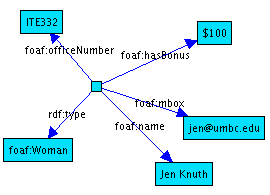 ITE332
foaf:officeNumber
$100
foaf:hasBonus
foaf:mbox
rdf:type
foaf:name
jen@umbc.edu
foaf:Woman
Jen Knuth